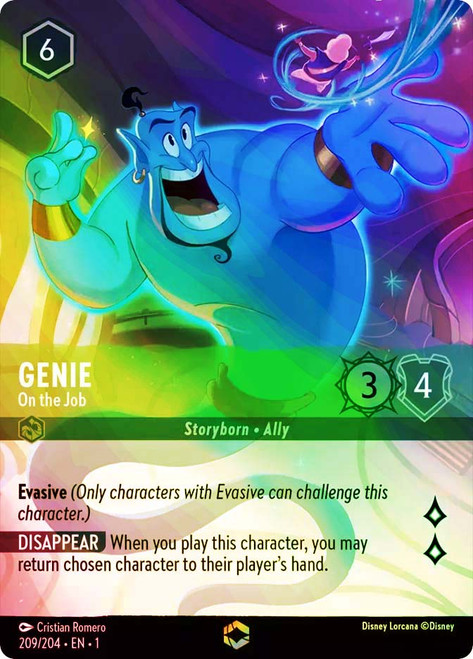 6
GENIE
On the Job
3
4
Storyborn • Ally
Evasive (Only characters with Evasive can challenge this
character.)
DISAPPEAR When you play this character, you may
return chosen character to their player's hand.
Cristian Romero
Disney Lorcana ©Disney
209/204 • EN • 1